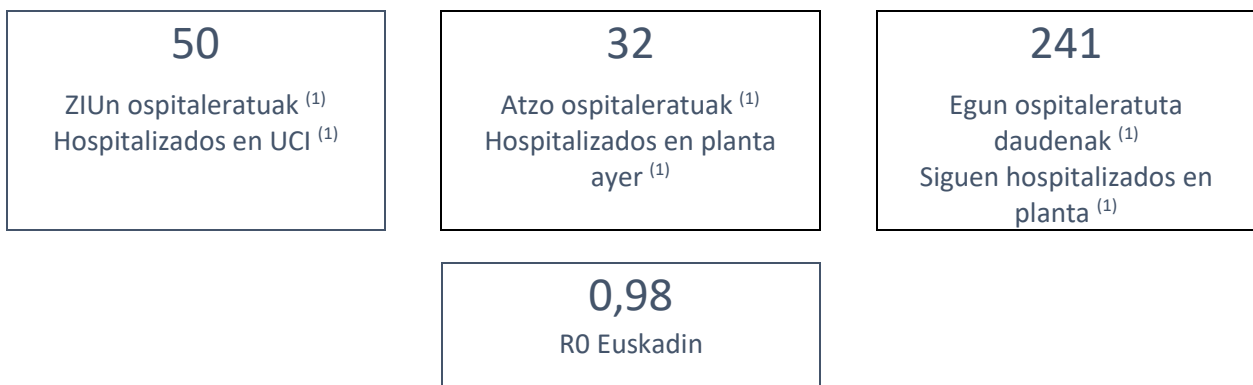 50
ZIUn ospitaleratuak (1)
Hospitalizados en UCI (1)
32
Atzo ospitaleratuak (1)
Hospitalizados en planta
ayer (1)
241
Egun ospitaleratuta
daudenak (1)
Siguen hospitalizados en
planta (1)
0,98
R0 Euskadin